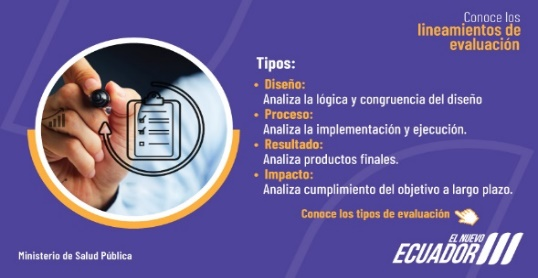 Conoce los
lineamientos de
evaluación
Tipos:
• Diseño:
Analiza la lógica y congruencia del diseño
• Proceso:
Analiza la implementación y ejecución.
• Resultado:
Analiza productos finales.
• Impacto:
Analiza cumplimiento del objetivo a largo plazo.
Conoce los tipos de evaluación
Ministerio de Salud Pública
EL NUEVO
ECUADOR